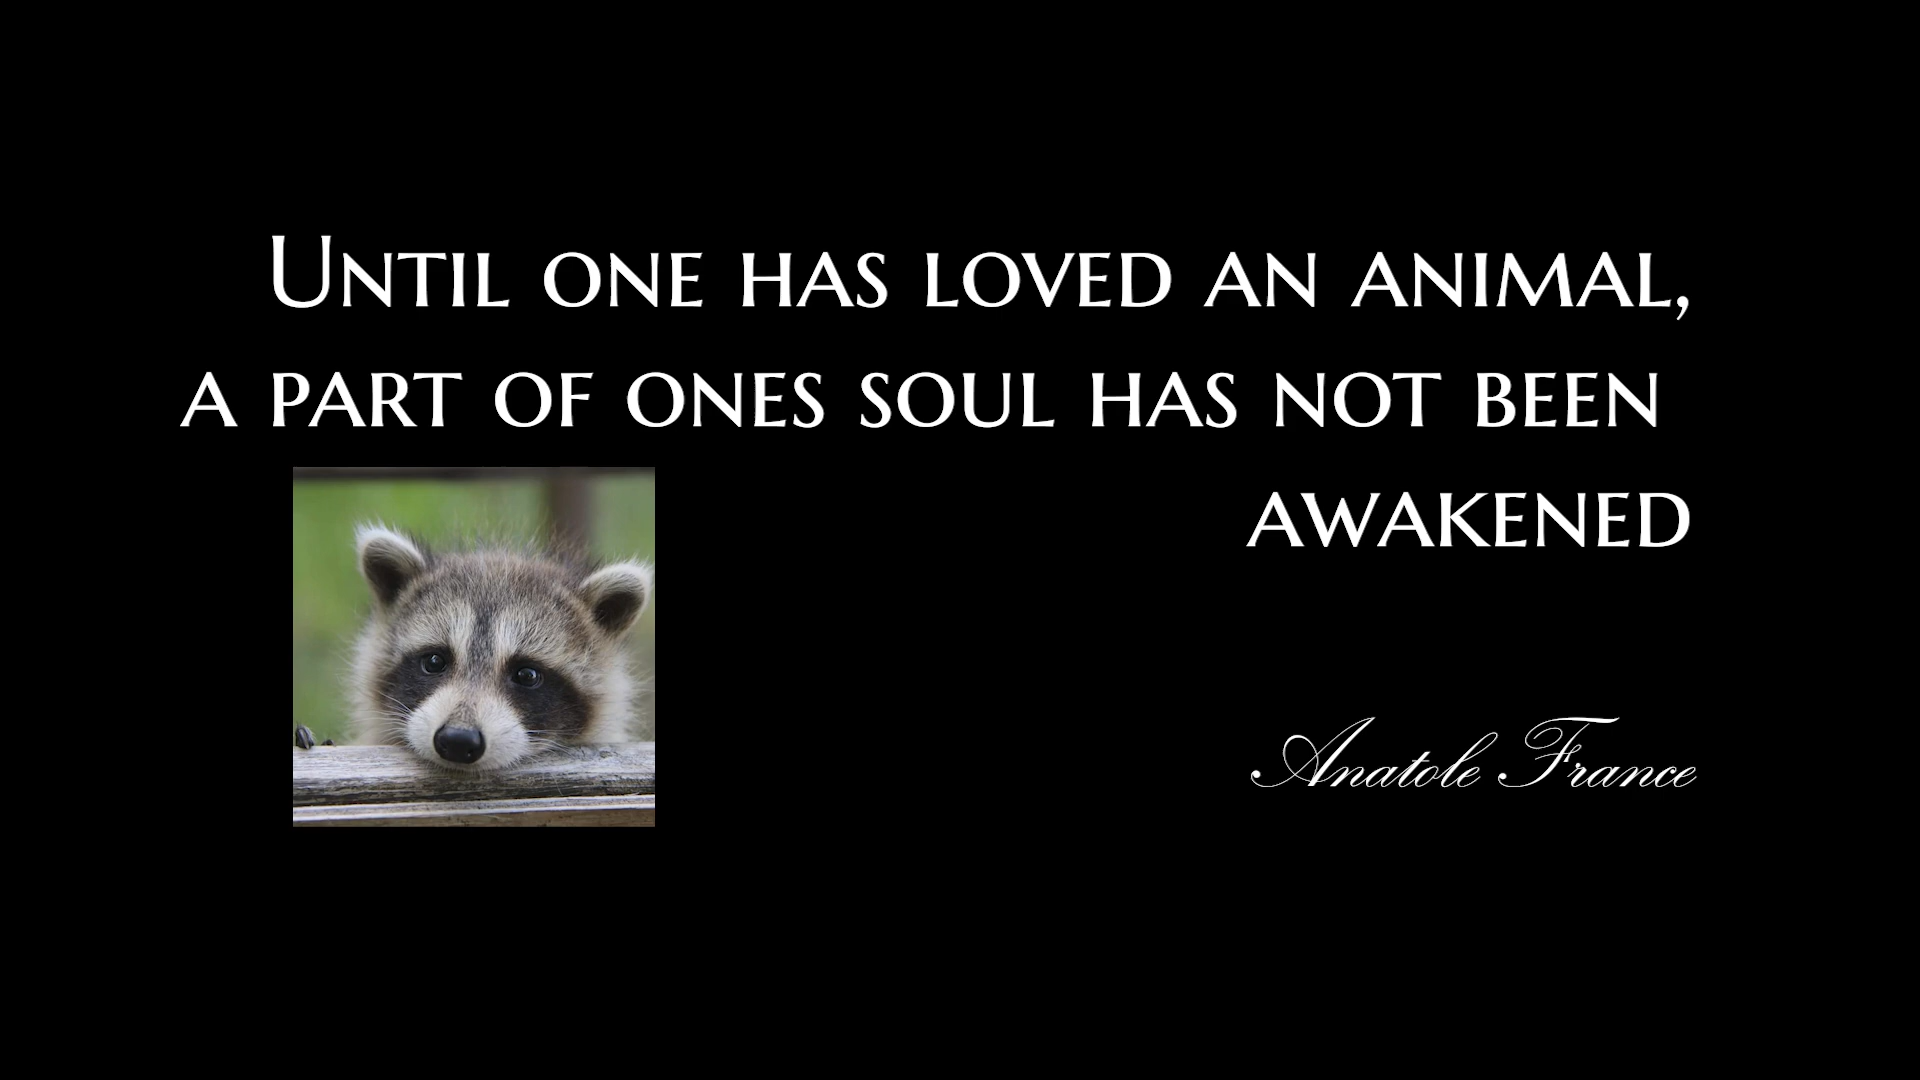 Until one has loved an animal,
a part of ones soul has not been
awakened
Anatole France